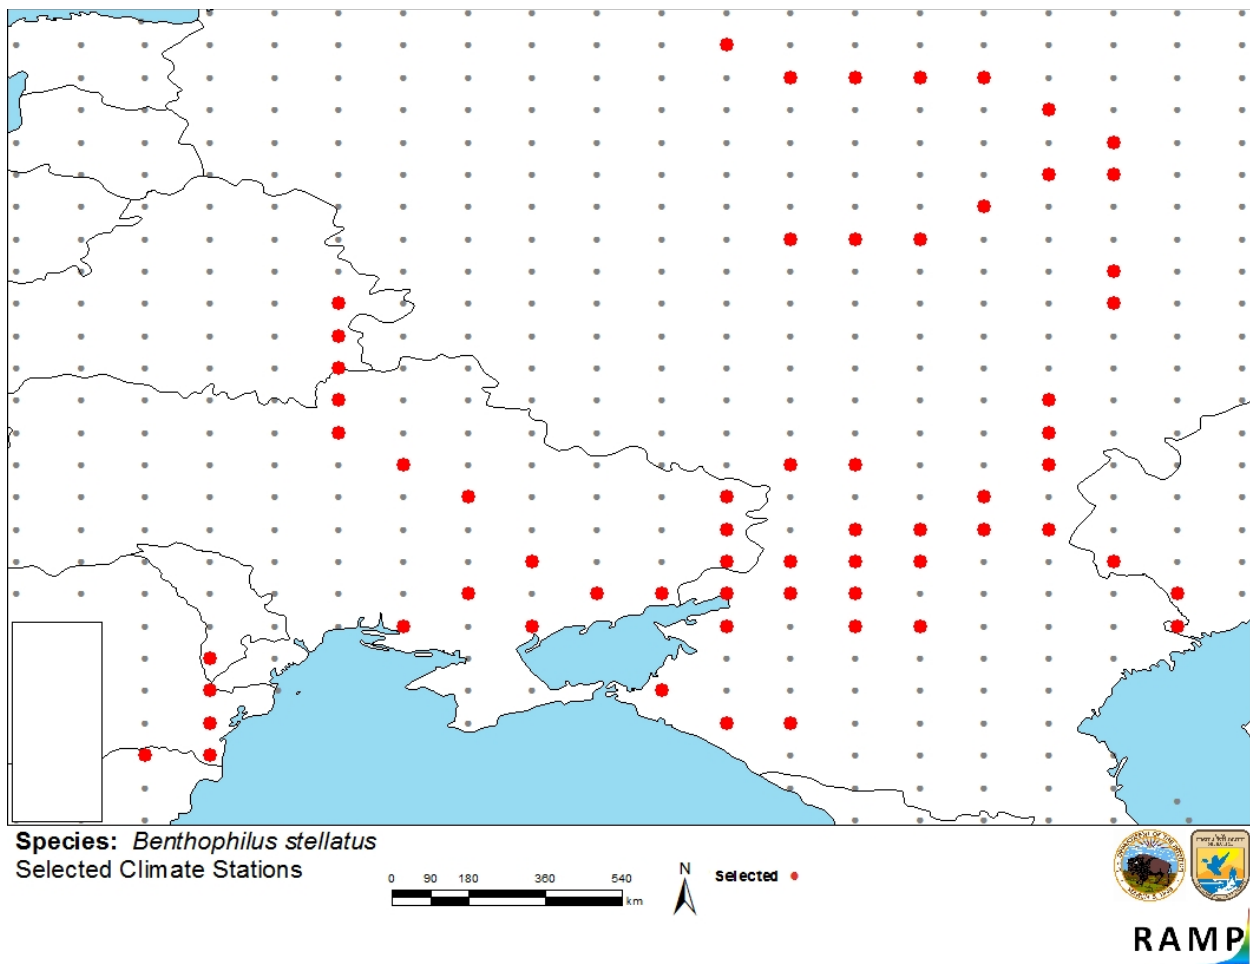 Species: Benthophilus stellatus
Selected Climate Stations
0 90 180 360 540
km
N
Selected
RAMP